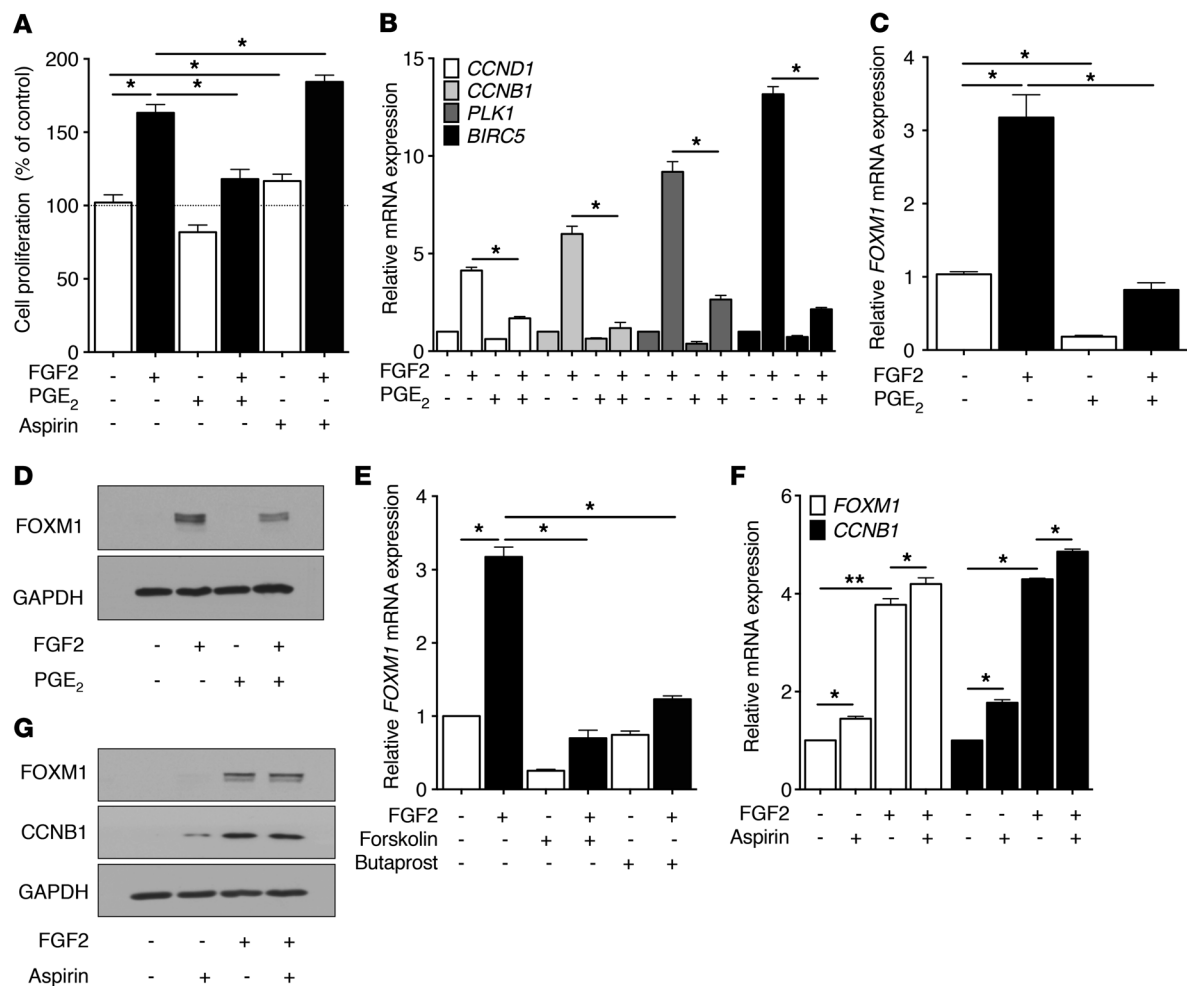 A
Cell proliferation (% of control)
200
150
100
50
0
* * * *
FGF2 - + - + - +
PGE2 - - + + - -
Aspirin - - - - + +
B
Relative mRNA expression
15
10
5
0
CCND1
CCNB1
PLK1
BIRC5
* * * *
FGF2 - + - + - + - + - + - + - + - +
PGE2 - - + + - - + + - - + + - - + +
C
Relative FOXM1 mRNA expression
4
3
2
1
0
* * *
FGF2 - + - +
PGE2 - - + +
D
FOXM1
GAPDH
FGF2 - + - +
PGE2 - - + +
E
Relative FOXM1 mRNA expression
4
3
2
1
0
* * *
FGF2 - + - + - +
Forskolin - - + + - -
Butaprost - - - - + +
F
Relative mRNA expression
6
4
2
0
FOXM1
CCNB1
* ** * * * *
FGF2 - - + + - - + +
Aspirin - + - + - + - +
G
FOXM1
CCNB1
GAPDH
FGF2 - - + +
Aspirin - + - +